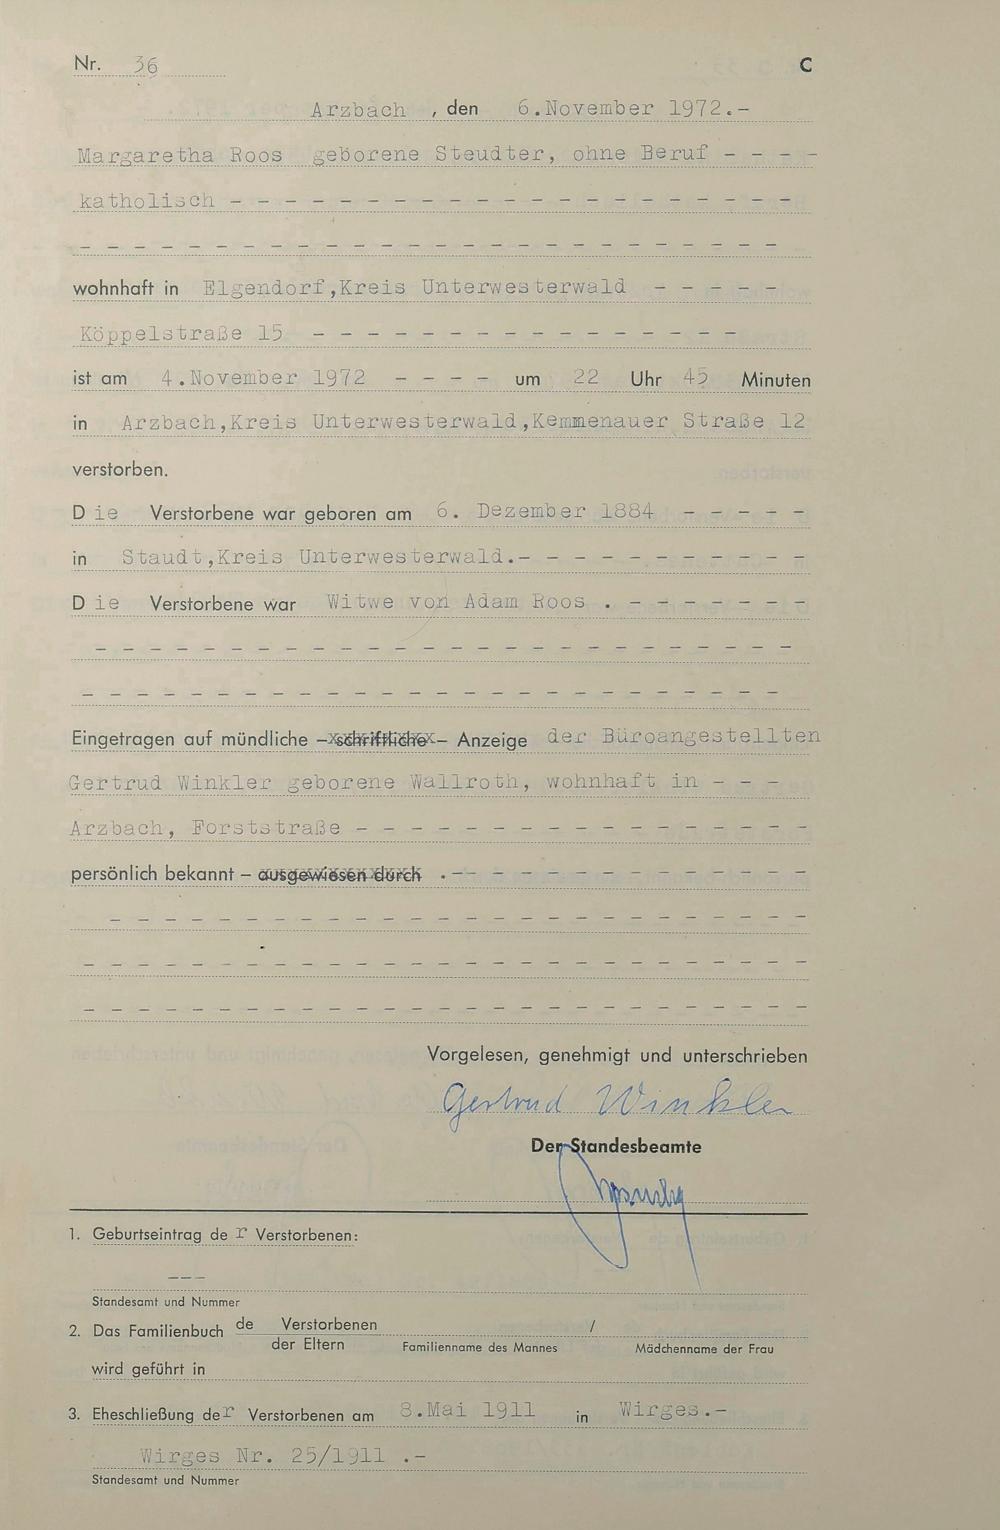 Nr. 36 C
Arzbach , den 6.November 1972.-
Margaretha Roos geborene Steudter, ohne Beruf - - - -
katholisch - - - - - - - - - - - - - - - - - - - - -
- - - - - - - - - - - - - - - - - - - - - - - - - -
wohnhaft in Elgendorf,Kreis Unterwesterwald - - - - -
Köppelstraße 15 - - - - - - - - - - - - - - - -
ist am 4.November 1972 - - - - um 22 Uhr 45 Minuten
in Arzbach,Kreis Unterwesterwald,Kemmenauer Straße 12
verstorben.
Die Verstorbene war geboren am 6. Dezember 1884 - - - - -
in Staudt,Kreis Unterwesterwald.- - - - - - - - - - -
Die Verstorbene war Witwe von Adam Roos . - - - - - - -
- - - - - - - - - - - - - - - - - - - - - - - - - -
- - - - - - - - - - - - - - - - - - - - - - - - - -
Eingetragen auf mündliche – schriftliche – Anzeige der Büroangestellten
Gertrud Winkler geborene Wallroth, wohnhaft in - - -
Arzbach, Forststraße - - - - - - - - - - - - - - - - -
persönlich bekannt – ausgewiesen durch .-- - - - - - - - - - - - -
- - - - - - - - - - - - - - - - - - - - - - - - - -
- - - - - - - - - - - - - - - - - - - - - - - - - - -
- - - - - - - - - - - - - - - - - - - - - - - - - - -
Vorgelesen, genehmigt und unterschrieben
Gertrud Winkler
Der Standesbeamte
1. Geburtseintrag der Verstorbenen:
---
Standesamt und Nummer
2. Das Familienbuch de Verstorbenen /
der Eltern Familienname des Mannes Mädchenname der Frau
wird geführt in
3. Eheschließung der Verstorbenen am 8.Mai 1911 in Wirges.-
Wirges Nr. 25/1911 .-
Standesamt und Nummer